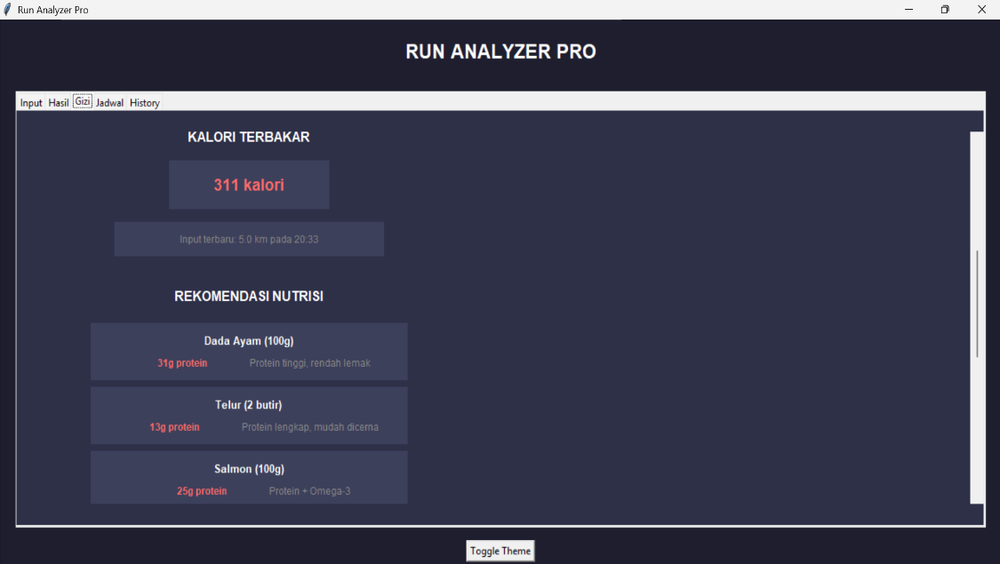 Run Analyzer Pro
RUN ANALYZER PRO
Input Hasil Gizi Jadwal History
KALORI TERBAKAR
311 kalori
Input terbaru: 5.0 km pada 20:33
REKOMENDASI NUTRISI
Dada Ayam (100g)
31g protein Protein tinggi, rendah lemak
Telur (2 butir)
13g protein Protein lengkap, mudah dicerna
Salmon (100g)
25g protein Protein + Omega-3
Toggle Theme